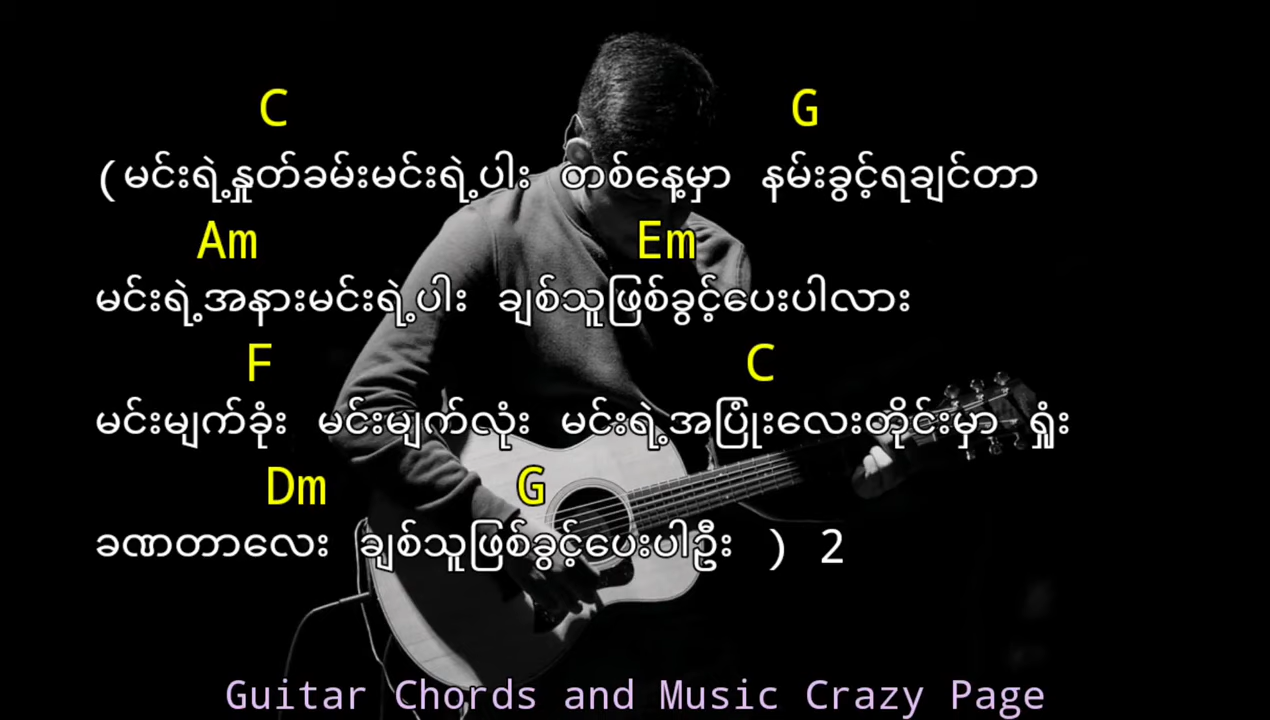 C G
(မင်းရဲ့နှုတ်ခမ်းမင်းရဲ့ပါး တစ်နေ့မှာ နမ်းခွင့်ရချင်တာ
Am Em
မင်းရဲ့အနားမင်းရဲ့ပါး ချစ်သူဖြစ်ခွင့်ပေးပါလား
F C
မင်းမျက်ခုံး မင်းမျက်လုံး မင်းရဲ့အပြုံးလေးတိုင်းမှာ ရှုံး
Dm G
ခဏတာလေး ချစ်သူဖြစ်ခွင့်ပေးပါဦး ) 2
Guitar Chords and Music Crazy Page